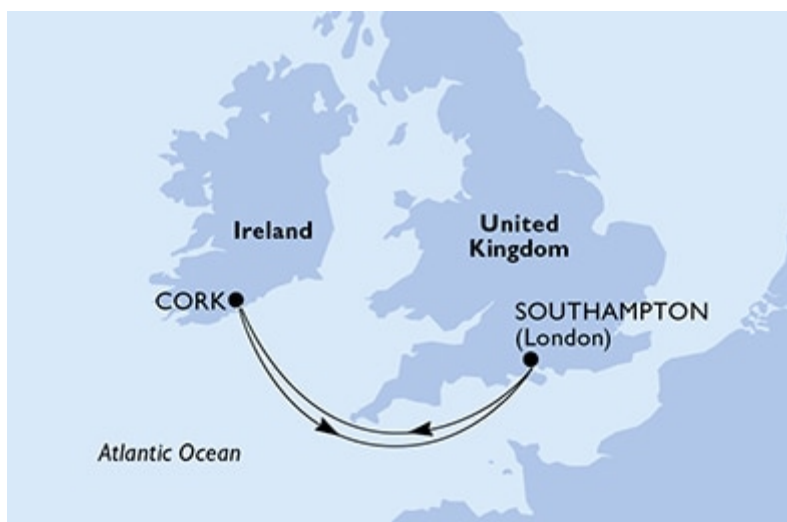 Ireland
United
Kingdom
CORK
SOUTHAMPTON
(London)
Atlantic Ocean